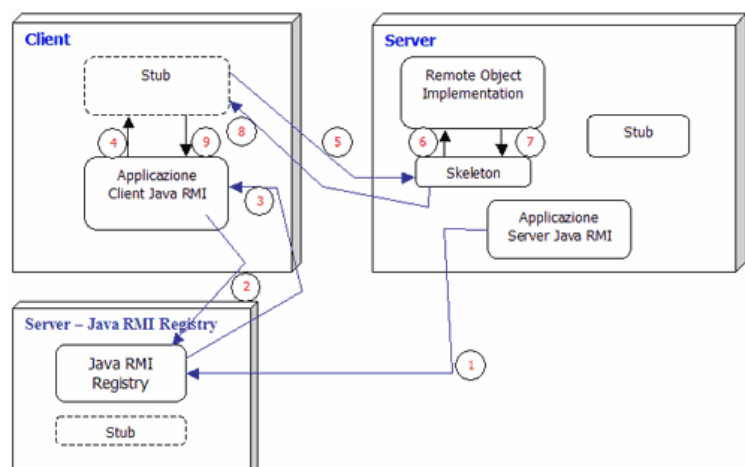 Client
Stub
4
9
8
Applicazione
Client Java RMI
3
5
Server
Remote Object
Implementation
Stub
6
7
Skeleton
Applicazione
Server Java RMI
2
Server – Java RMI Registry
Java RMI
Registry
Stub
1